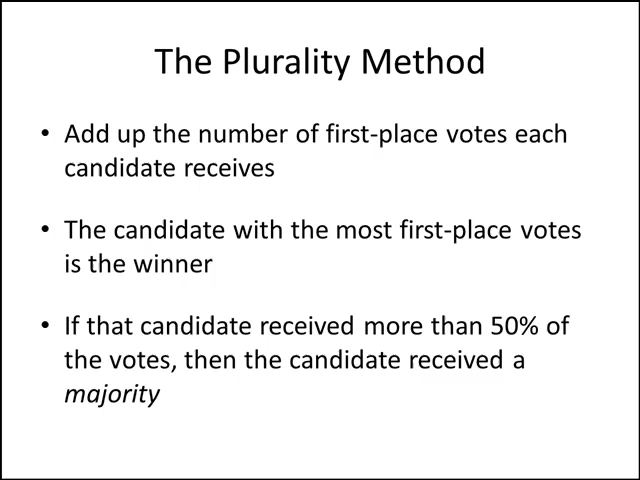 The Plurality Method
• Add up the number of first-place votes each
candidate receives
• The candidate with the most first-place votes
is the winner
• If that candidate received more than 50% of
the votes, then the candidate received a
majority